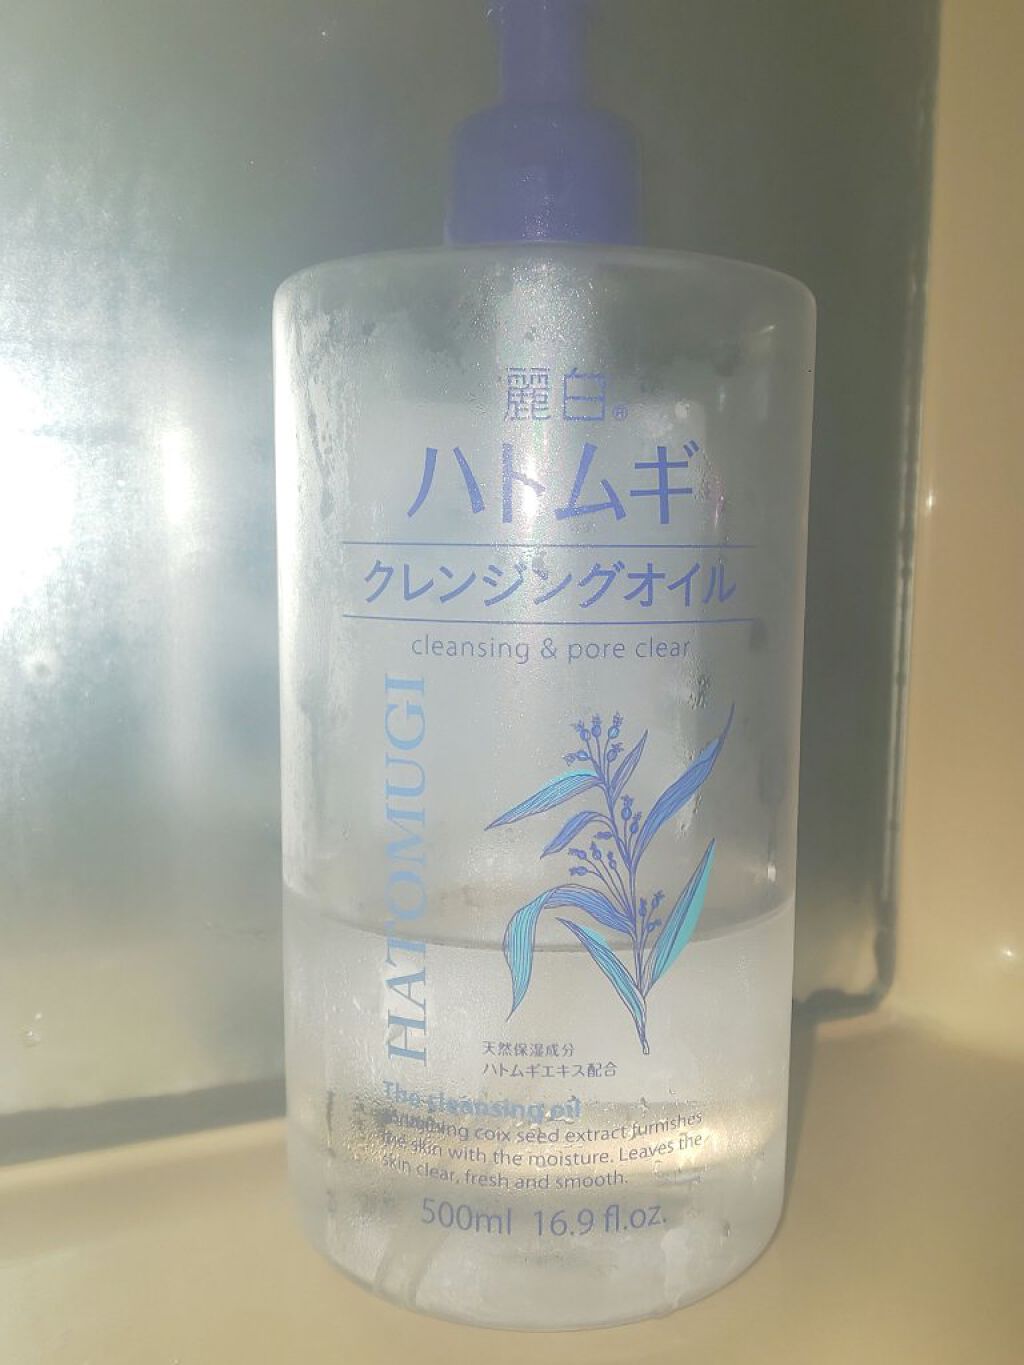 麗白®
ハトムギ
クレンジングオイル
cleansing & pore clear
HATOMUGI
天然保湿成分
ハトムギエキス配合
The cleansing oil
containing coix seed extract furnishes
the skin with the moisture. Leaves the
skin clear, fresh and smooth.
500ml 16.9 fl.oz.